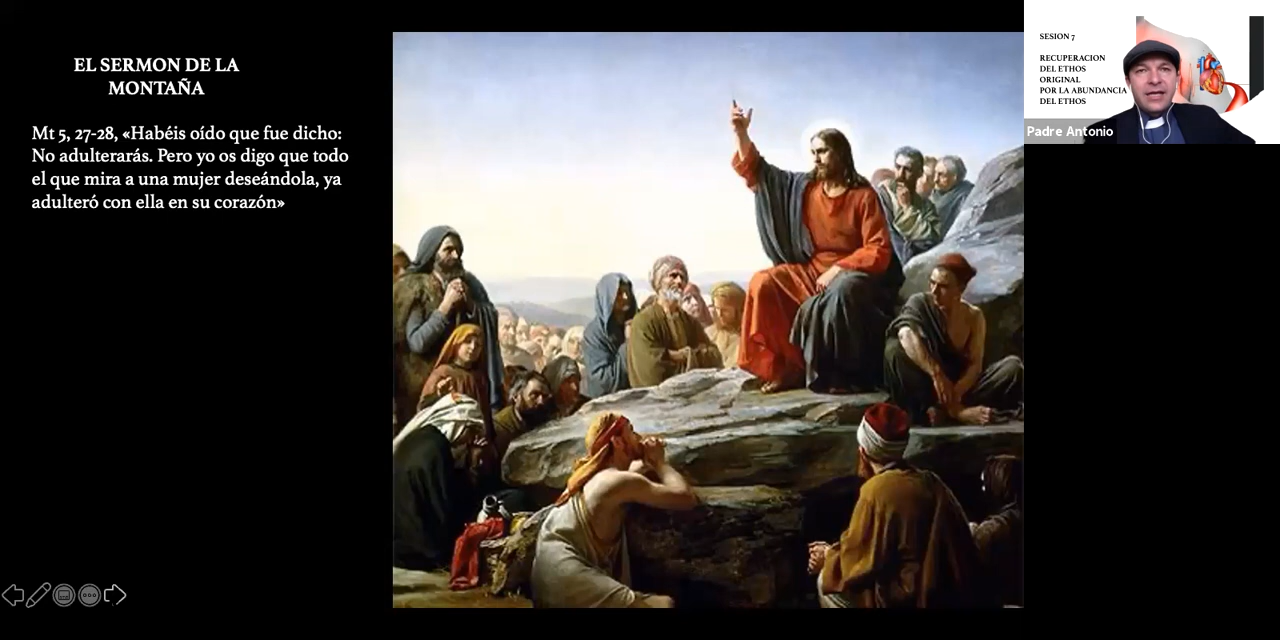 EL SERMON DE LA
MONTAÑA
Mt 5, 27-28, «Habéis oído que fue dicho:
No adulterarás. Pero yo os digo que todo
el que mira a una mujer deseándola, ya
adulteró con ella en su corazón»
SESION 7
RECUPERACION
DEL ETHOS
ORIGINAL
POR LA ABUNDANCIA
DEL ETHOS
Padre Antonio